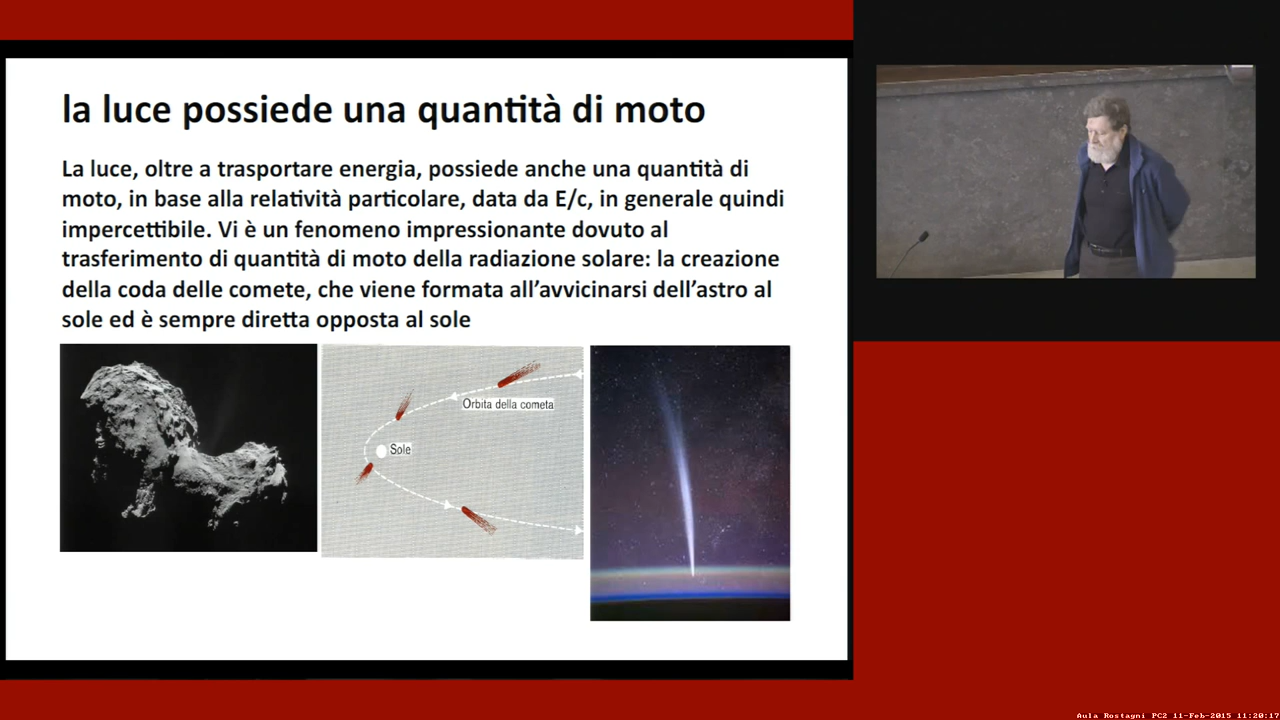 la luce possiede una quantità di moto
La luce, oltre a trasportare energia, possiede anche una quantità di
moto, in base alla relatività particolare, data da E/c, in generale quindi
impercettibile. Vi è un fenomeno impressionante dovuto al
trasferimento di quantità di moto della radiazione solare: la creazione
della coda delle comete, che viene formata all’avvicinarsi dell’astro al
sole ed è sempre diretta opposta al sole
Orbita della cometa
Sole
Aula Rostagni PC2 11-Feb-2015 11:20:17